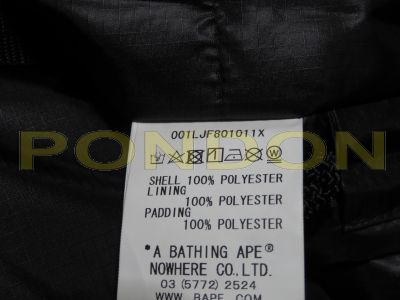 001LJF801011X
PONDON
SHELL 100% POLYESTER
LINING
100% POLYESTER
PADDING
100% POLYESTER
"A BATHING APE®
NOWHERE CO.,LTD.
03 (5772) 2524
WWW.BAPE.COM